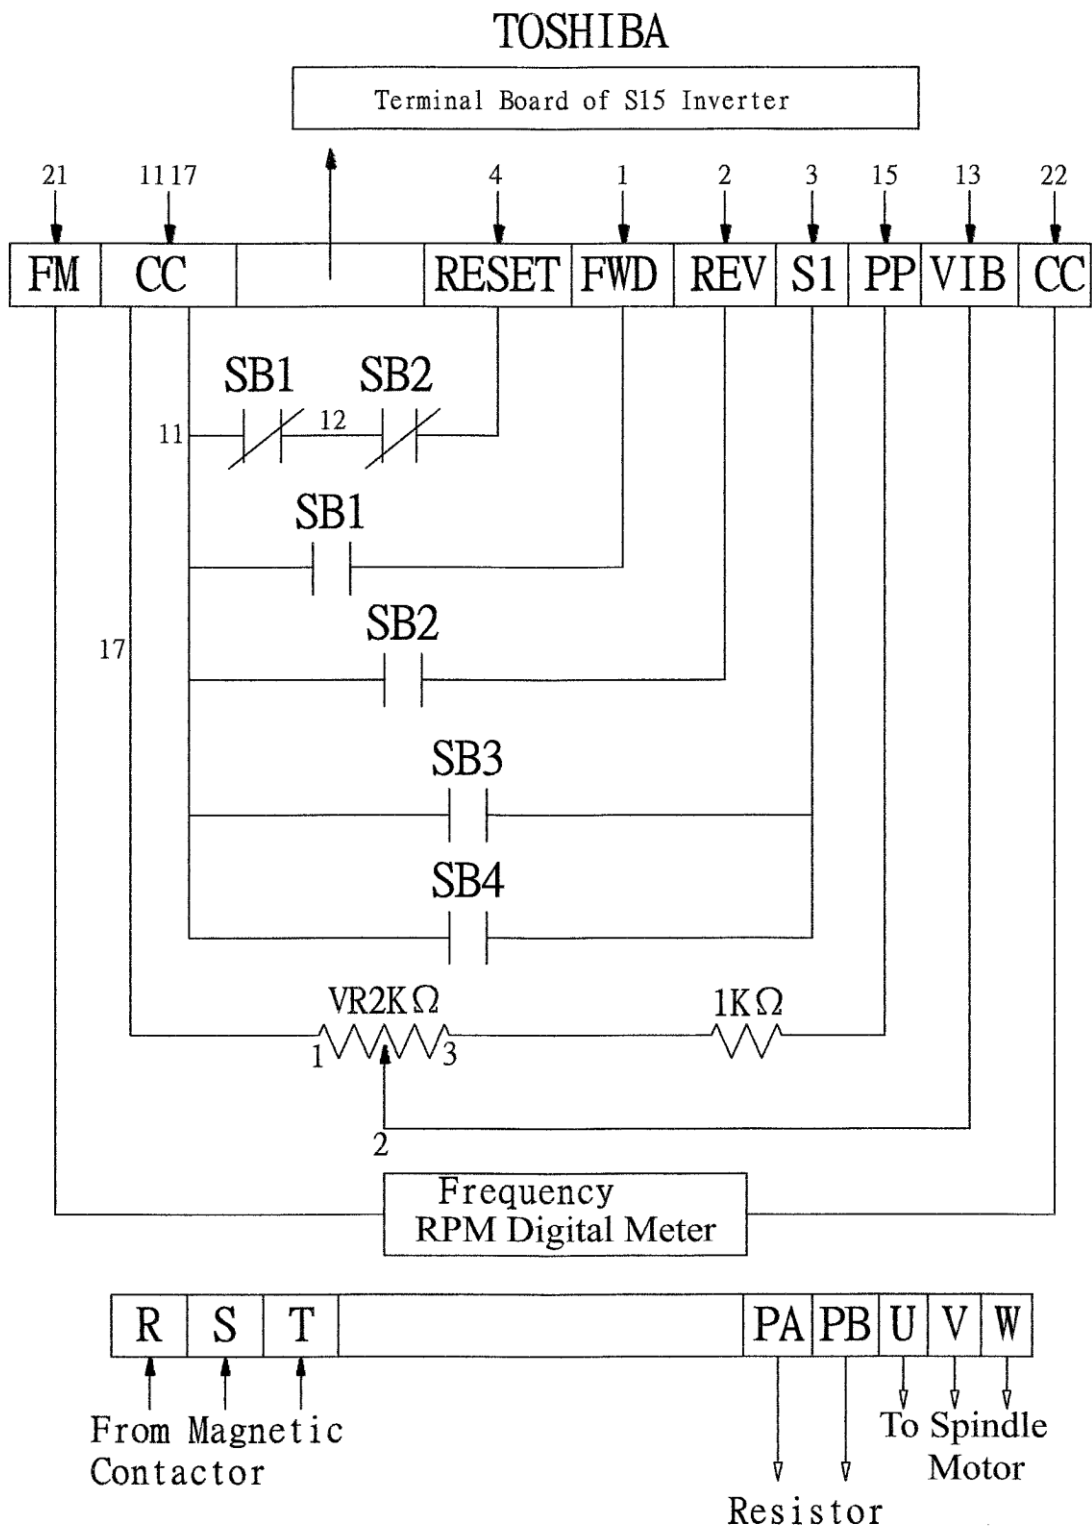 TOSHIBA
Terminal Board of S15 Inverter
21 11 17 4 1 2 3 15 13 22
FM CC RESET FWD REV S1 PP VIB CC
SB1 SB2
11 12
SB1
SB2
17
SB3
SB4
VR2KΩ 1KΩ
1 3
2
Frequency
RPM Digital Meter
R S T PA PB U V W
From Magnetic
Contactor
To Spindle
Motor
Resistor